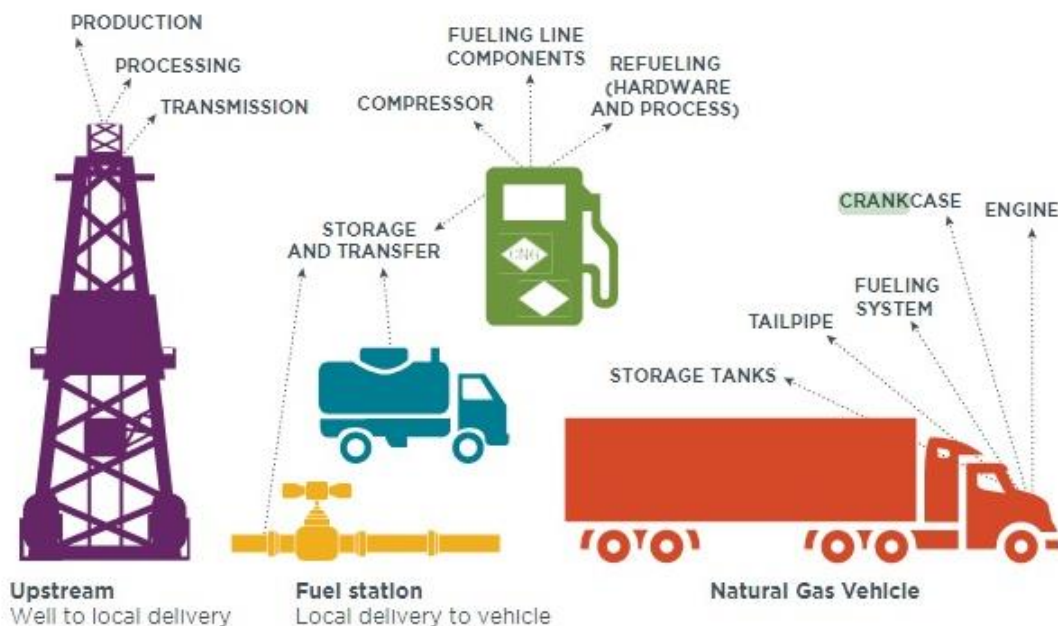 PRODUCTION
PROCESSING
TRANSMISSION
FUELING LINE
COMPONENTS
COMPRESSOR
REFUELING
(HARDWARE
AND PROCESS)
STORAGE
AND TRANSFER
CNG
CRANKCASE
ENGINE
FUELING
SYSTEM
TAILPIPE
STORAGE TANKS
Upstream
Well to local delivery
Fuel station
Local delivery to vehicle
Natural Gas Vehicle